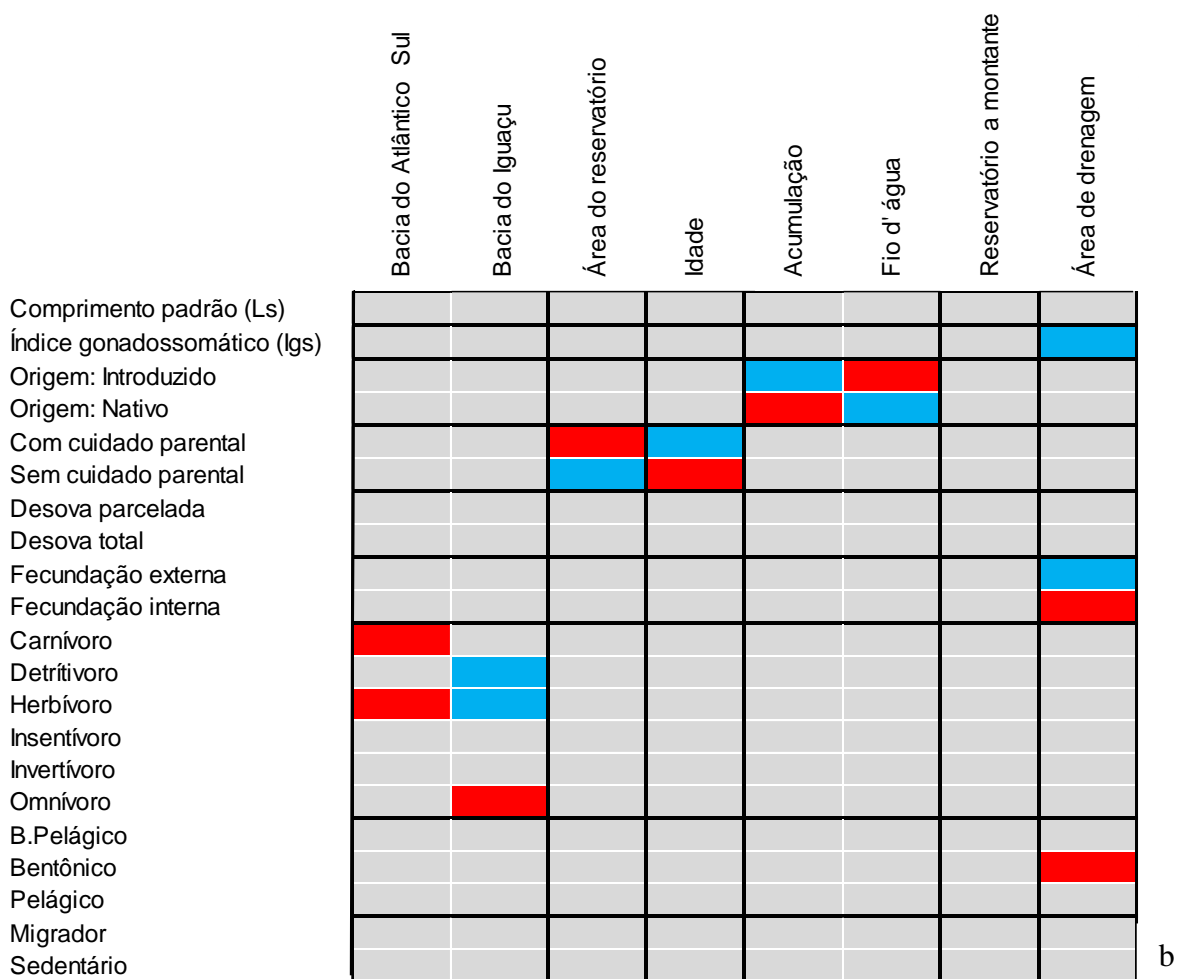 Bacia do Atlântico Sul
Bacia do Iguaçu
Área do reservatório
Idade
Acumulação
Fio d' água
Reservatório a montante
Área de drenagem
Comprimento padrão (Ls)
Índice gonadossomático (Igs)
Origem: Introduzido
Origem: Nativo
Com cuidado parental
Sem cuidado parental
Desova parcelada
Desova total
Fecundação externa
Fecundação interna
Carnívoro
Detrítivoro
Herbívoro
Insentívoro
Invertívoro
Omnívoro
B.Pelágico
Bentônico
Pelágico
Migrador
Sedentário
b